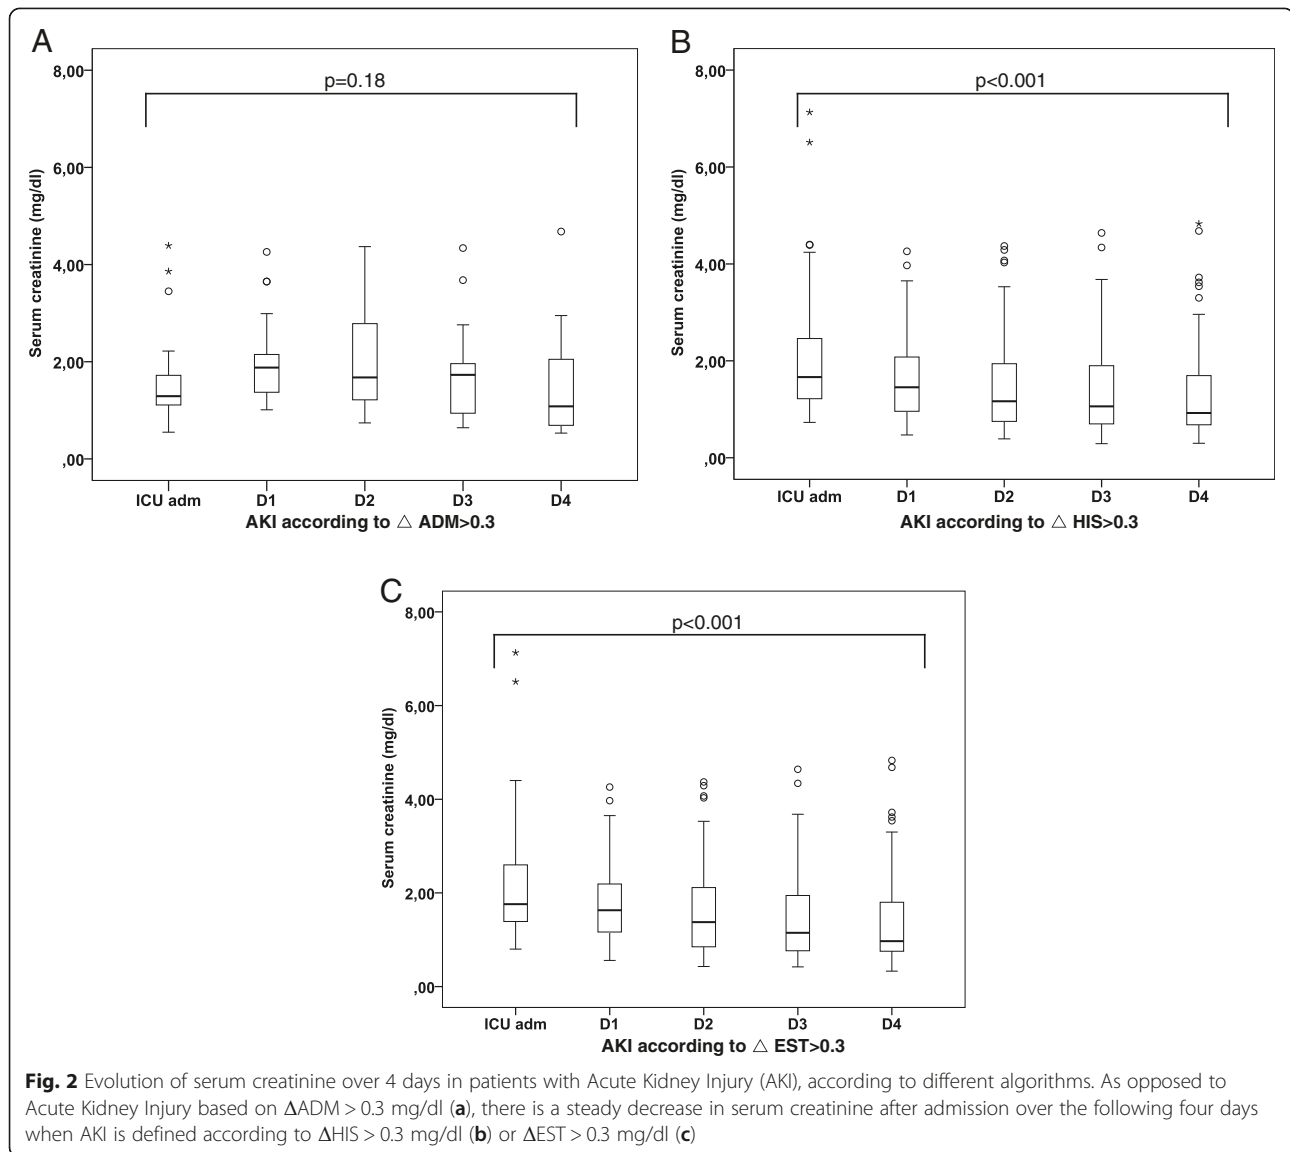 A
p=0.18
8,00
6,00
4,00
2,00
,00
Serum creatinine (mg/dl)
ICU adm D1 D2 D3 D4
AKI according to △ ADM>0.3
B
p<0.001
8,00
6,00
4,00
2,00
,00
Serum creatinine (mg/dl)
ICU adm D1 D2 D3 D4
AKI according to △ HIS>0.3
C
p<0.001
8,00
6,00
4,00
2,00
,00
Serum creatinine (mg/dl)
ICU adm D1 D2 D3 D4
AKI according to △ EST>0.3
Fig. 2 Evolution of serum creatinine over 4 days in patients with Acute Kidney Injury (AKI), according to different algorithms. As opposed to
Acute Kidney Injury based on ΔADM > 0.3 mg/dl (a), there is a steady decrease in serum creatinine after admission over the following four days
when AKI is defined according to ΔHIS > 0.3 mg/dl (b) or ΔEST > 0.3 mg/dl (c)